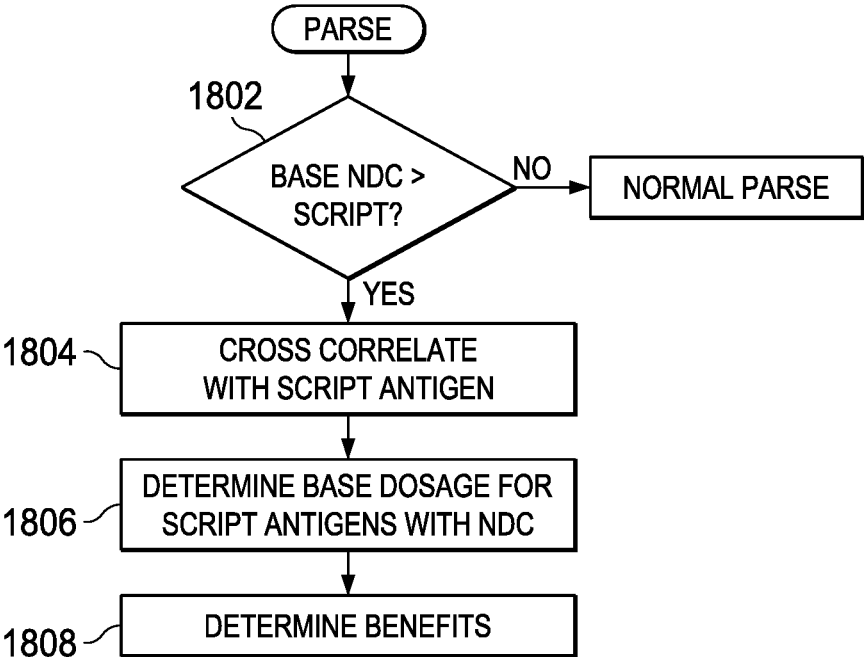 PARSE
1802
BASE NDC >
SCRIPT?
NO
NORMAL PARSE
YES
1804
CROSS CORRELATE
WITH SCRIPT ANTIGEN
1806
DETERMINE BASE DOSAGE FOR
SCRIPT ANTIGENS WITH NDC
1808
DETERMINE BENEFITS